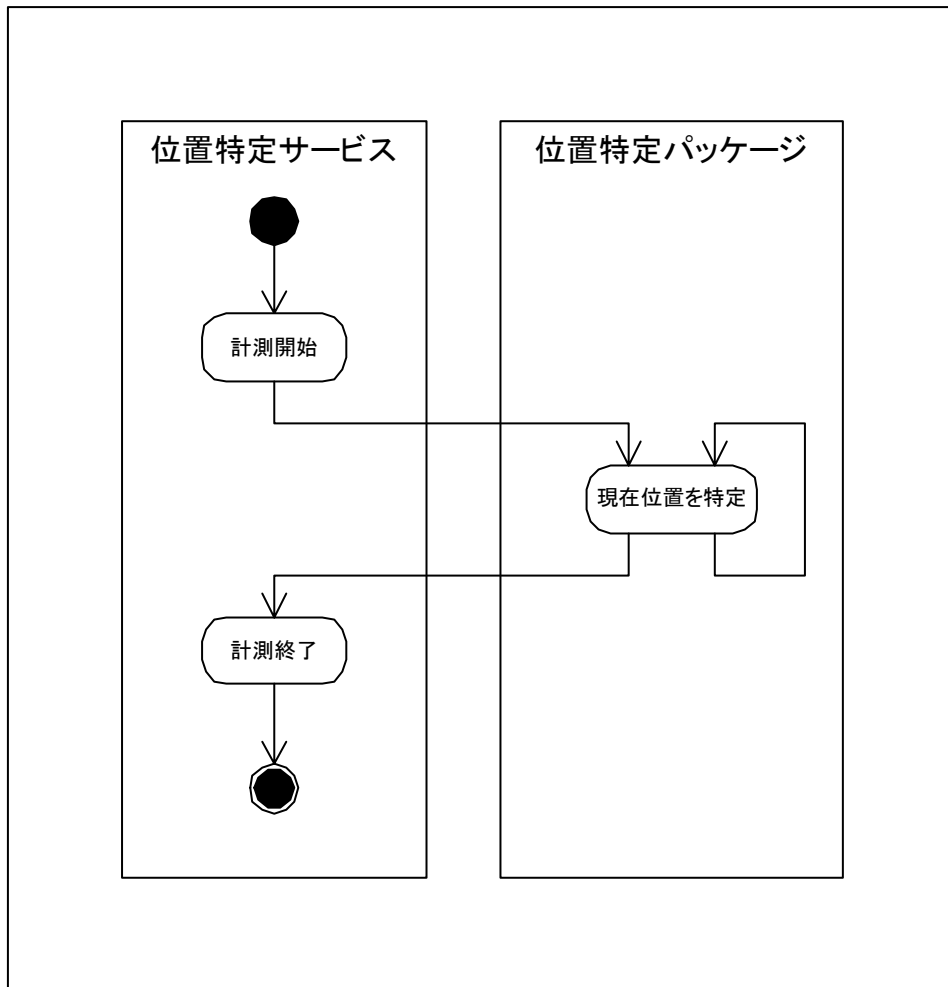 位置特定サービス
位置特定パッケージ
計測開始
現在位置を特定
計測終了